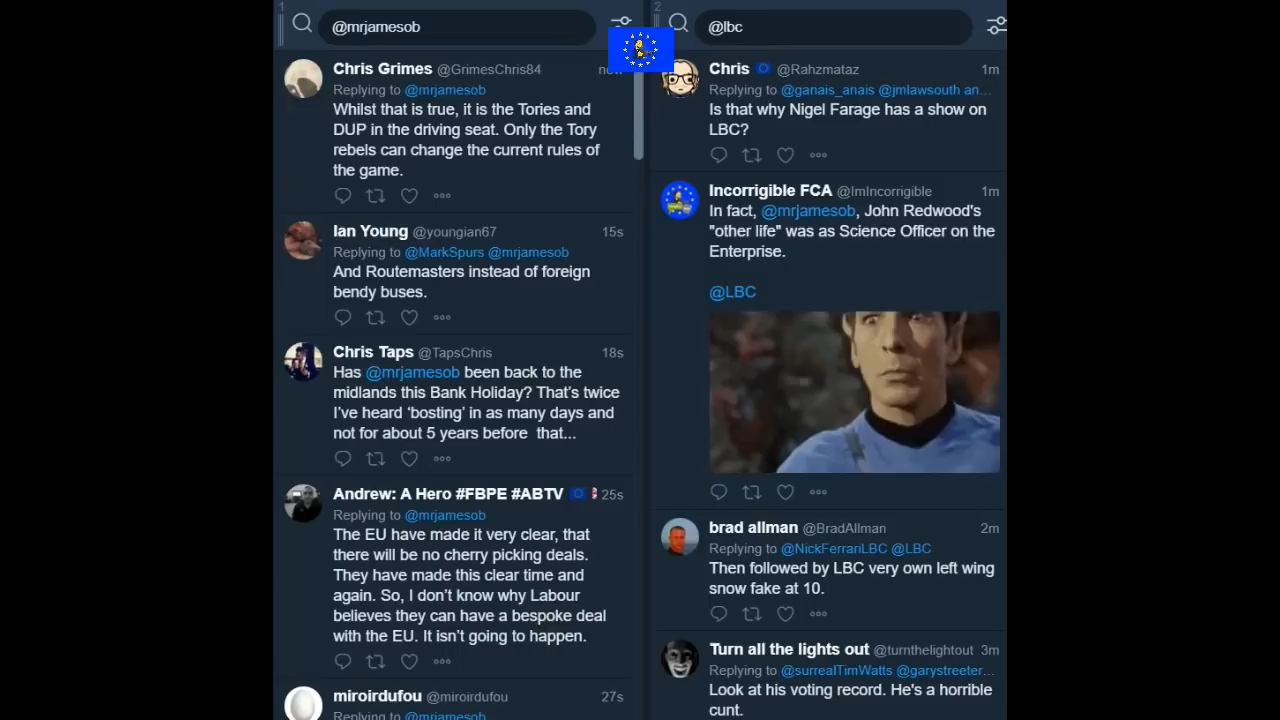 1
@mrjamesob
Chris Grimes @GrimesChris84
Replying to @mrjamesob
Whilst that is true, it is the Tories and
DUP in the driving seat. Only the Tory
rebels can change the current rules of
the game.
Ian Young @youngian67 15s
Replying to @MarkSpurs @mrjamesob
And Routemasters instead of foreign
bendy buses.
Chris Taps @TapsChris 18s
Has @mrjamesob been back to the
midlands this Bank Holiday? That’s twice
I’ve heard ‘bosting’ in as many days and
not for about 5 years before that...
Andrew: A Hero #FBPE #ABTV 25s
Replying to @mrjamesob
The EU have made it very clear, that
there will be no cherry picking deals.
They have made this clear time and
again. So, I don’t know why Labour
believes they can have a bespoke deal
with the EU. It isn’t going to happen.
miroirdufou @miroirdufou 27s
Replying to @mrjamesob
2
@lbc
Chris @Rahzmataz 1m
Replying to @ganais_anais @jmlawsouth an...
Is that why Nigel Farage has a show on
LBC?
Incorrigible FCA @ImIncorrigible 1m
In fact, @mrjamesob, John Redwood's
"other life" was as Science Officer on the
Enterprise.
@LBC
brad allman @BradAllman 2m
Replying to @NickFerrariLBC @LBC
Then followed by LBC very own left wing
snow fake at 10.
Turn all the lights out @turnthelightout 3m
Replying to @surrealTimWatts @garystreeter...
Look at his voting record. He's a horrible
cunt.